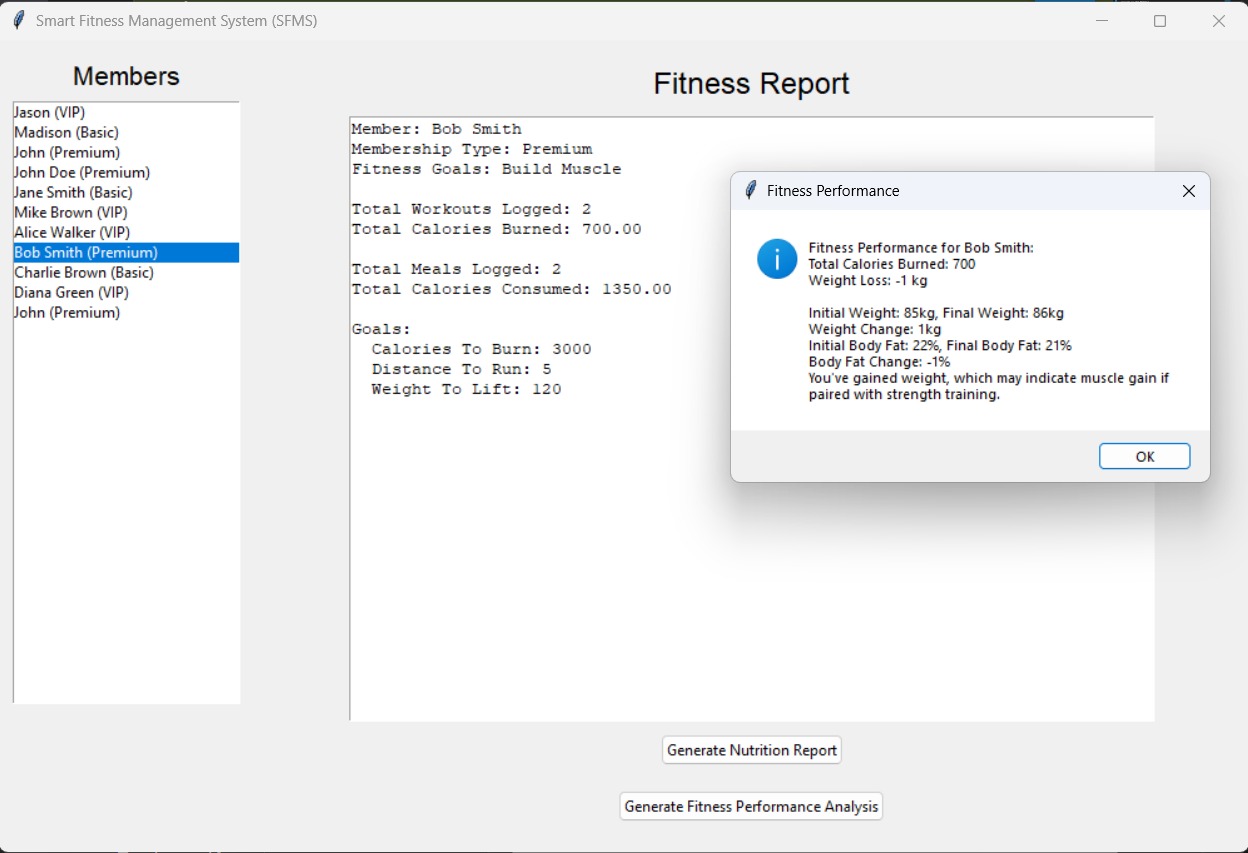 Smart Fitness Management System (SFMS)
Members
Jason (VIP)
Madison (Basic)
John (Premium)
John Doe (Premium)
Jane Smith (Basic)
Mike Brown (VIP)
Alice Walker (VIP)
Bob Smith (Premium)
Charlie Brown (Basic)
Diana Green (VIP)
John (Premium)
Fitness Report
Member: Bob Smith
Membership Type: Premium
Fitness Goals: Build Muscle
Total Workouts Logged: 2
Total Calories Burned: 700.00
Total Meals Logged: 2
Total Calories Consumed: 1350.00
Goals:
Calories To Burn: 3000
Distance To Run: 5
Weight To Lift: 120
Fitness Performance
Fitness Performance for Bob Smith:
Total Calories Burned: 700
Weight Loss: -1 kg
Initial Weight: 85kg, Final Weight: 86kg
Weight Change: 1kg
Initial Body Fat: 22%, Final Body Fat: 21%
Body Fat Change: -1%
You've gained weight, which may indicate muscle gain if
paired with strength training.
OK
Generate Nutrition Report
Generate Fitness Performance Analysis